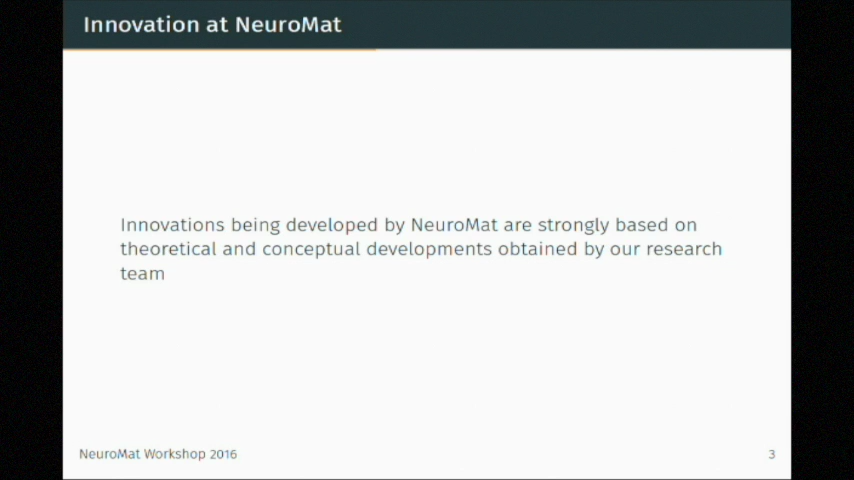 Innovation at NeuroMat
Innovations being developed by NeuroMat are strongly based on
theoretical and conceptual developments obtained by our research
team
NeuroMat Workshop 2016
3